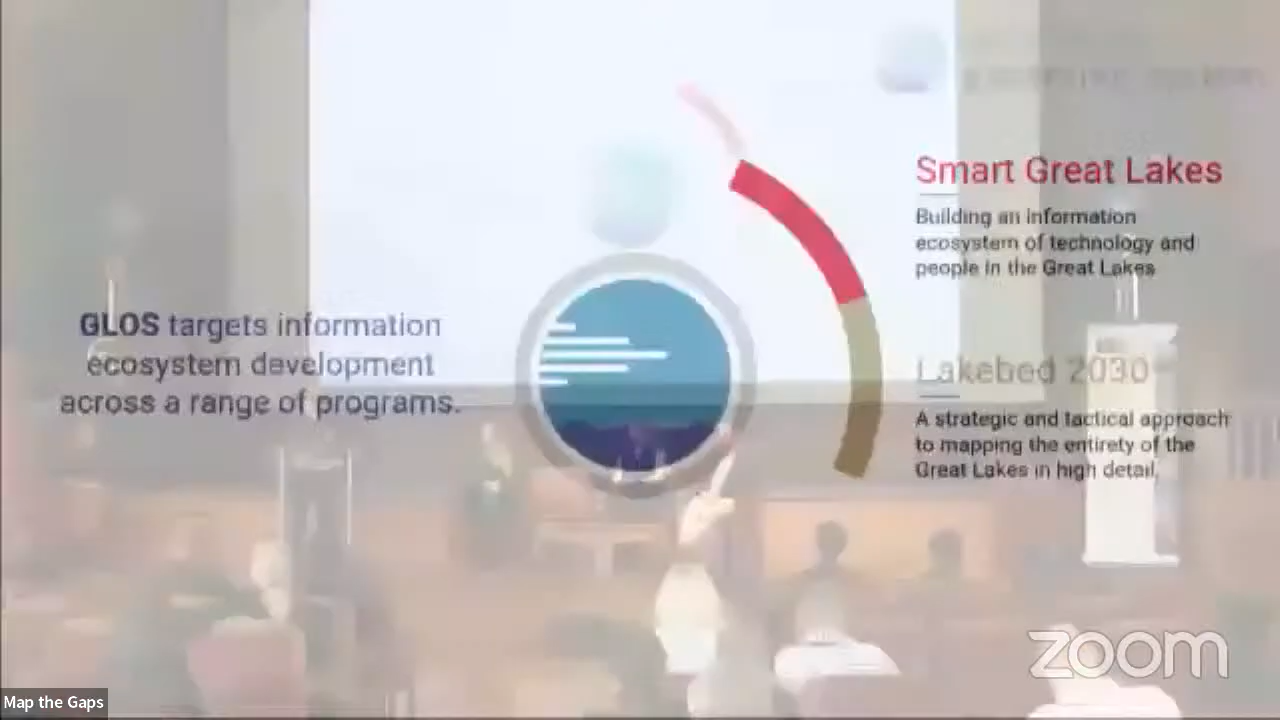 Smart Great Lakes
Building an information
ecosystem of technology and
people in the Great Lakes
GLOS targets information
ecosystem development
across a range of programs.
Lakebed 2030
A strategic and tactical approach
to mapping the entirety of the
Great Lakes in high detail.
zoom
Map the Gaps